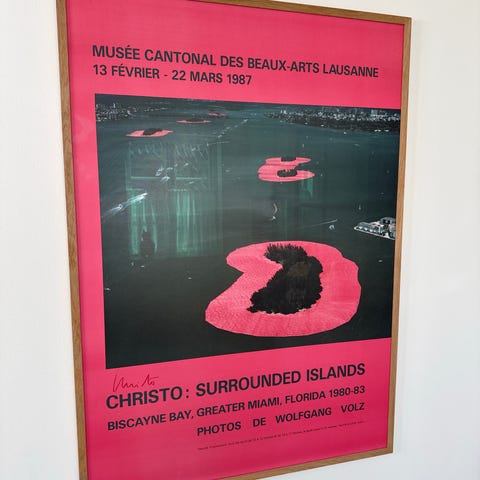 MUSÉE CANTONAL DES BEAUX-ARTS LAUSANNE
13 FÉVRIER - 22 MARS 1987
Christo
CHRISTO: SURROUNDED ISLANDS
BISCAYNE BAY, GREATER MIAMI, FLORIDA 1980-83
PHOTOS DE WOLFGANG VOLZ